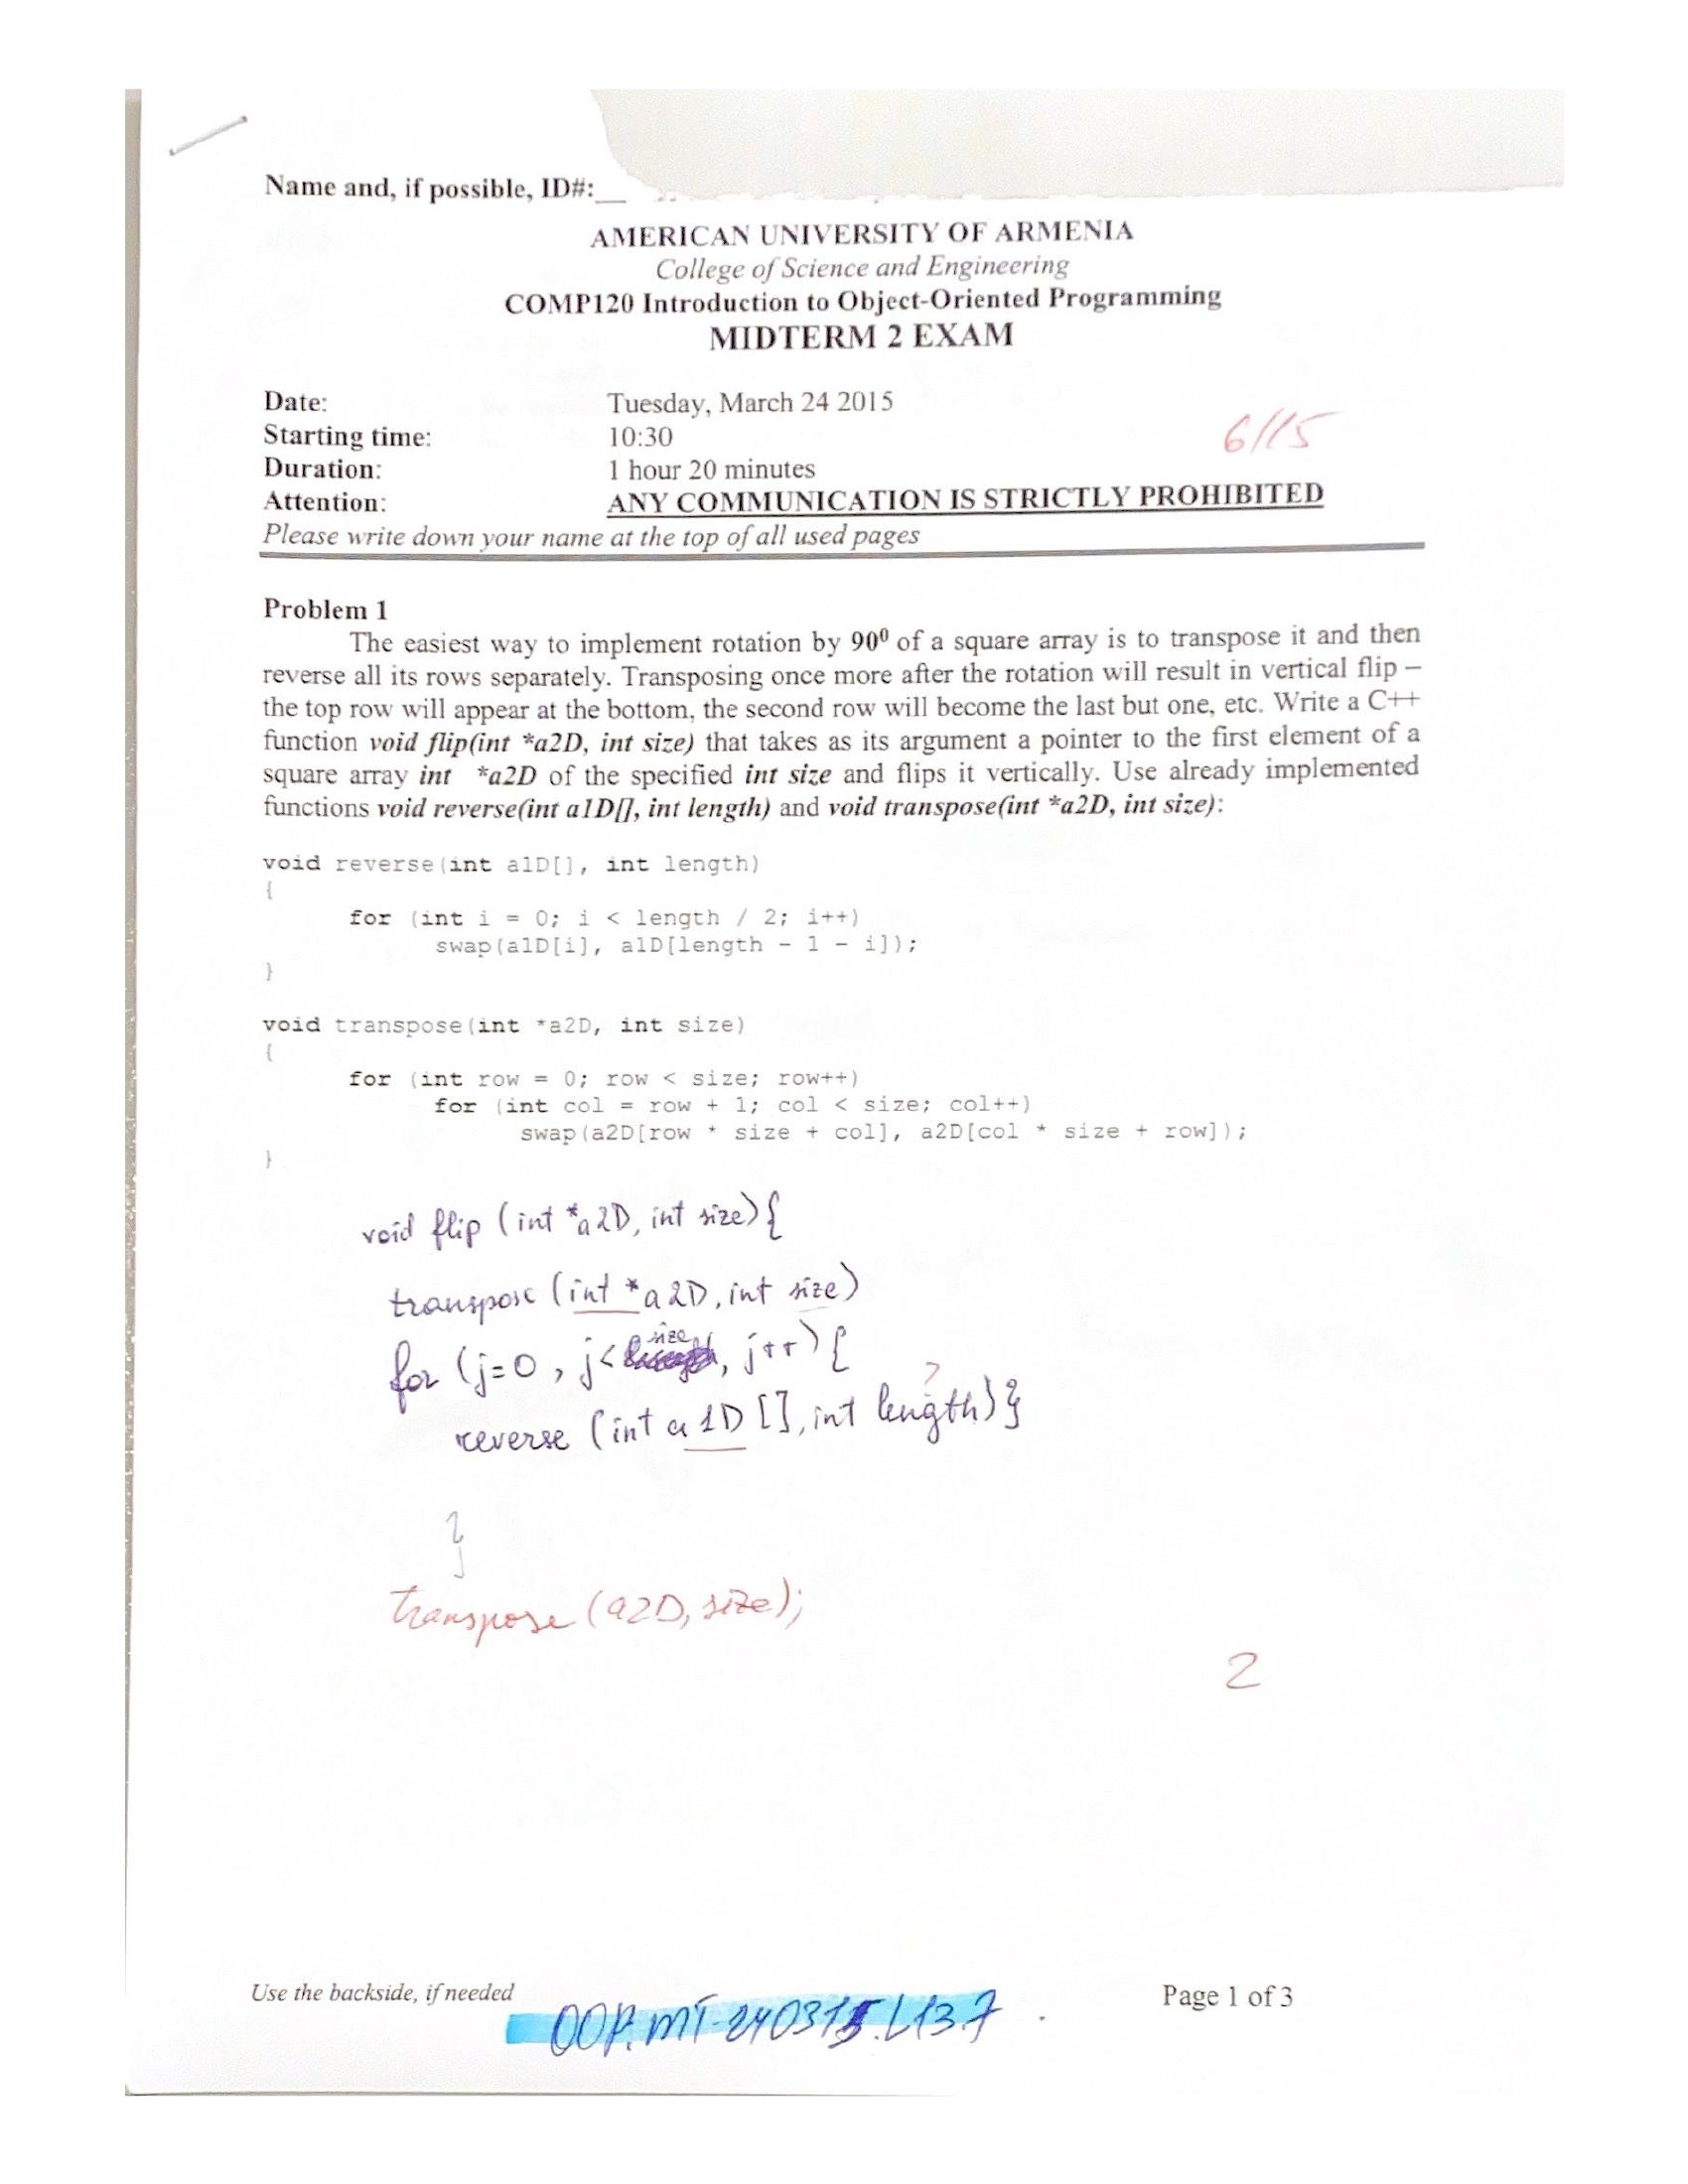 Name and, if possible, ID#:
AMERICAN UNIVERSITY OF ARMENIA
College of Science and Engineering
COMP120 Introduction to Object-Oriented Programming
MIDTERM 2 EXAM
Date: Tuesday, March 24 2015
6/15
Starting time: 10:30
Duration: 1 hour 20 minutes
Attention: ANY COMMUNICATION IS STRICTLY PROHIBITED
Please write down your name at the top of all used pages
Problem 1
The easiest way to implement rotation by 90⁰ of a square array is to transpose it and then
reverse all its rows separately. Transposing once more after the rotation will result in vertical flip –
the top row will appear at the bottom, the second row will become the last but one, etc. Write a C++
function void flip(int *a2D, int size) that takes as its argument a pointer to the first element of a
square array int *a2D of the specified int size and flips it vertically. Use already implemented
functions void reverse(int a1D[], int length) and void transpose(int *a2D, int size):
void reverse(int a1D[], int length)
{
for (int i = 0; i < length / 2; i++)
swap(a1D[i], a1D[length - 1 - i]);
}
void transpose(int *a2D, int size)
{
for (int row = 0; row < size; row++)
for (int col = row + 1; col < size; col++)
swap(a2D[row * size + col], a2D[col * size + row]);
}
void flip (int *a2D, int size){
transpose (int *a2D, int size)
for (j=0, j<size, j++){
?
reverse (int a1D [], int length)}
}
transpose (a2D, size);
2
Use the backside, if needed
Page 1 of 3
OOP.MT-240315.L13.7